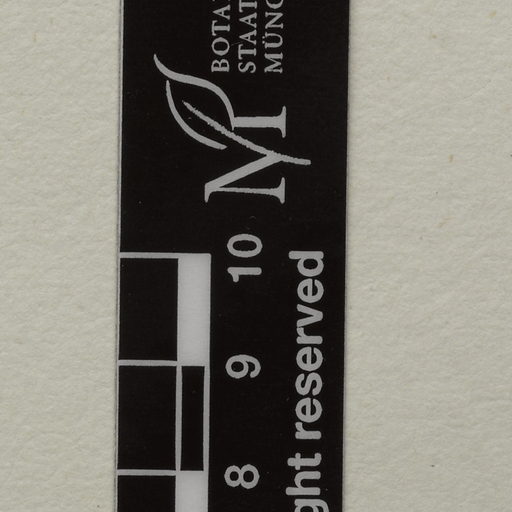 BOTA
STAAT
MÜNC
M
8 9 10
ght reserved